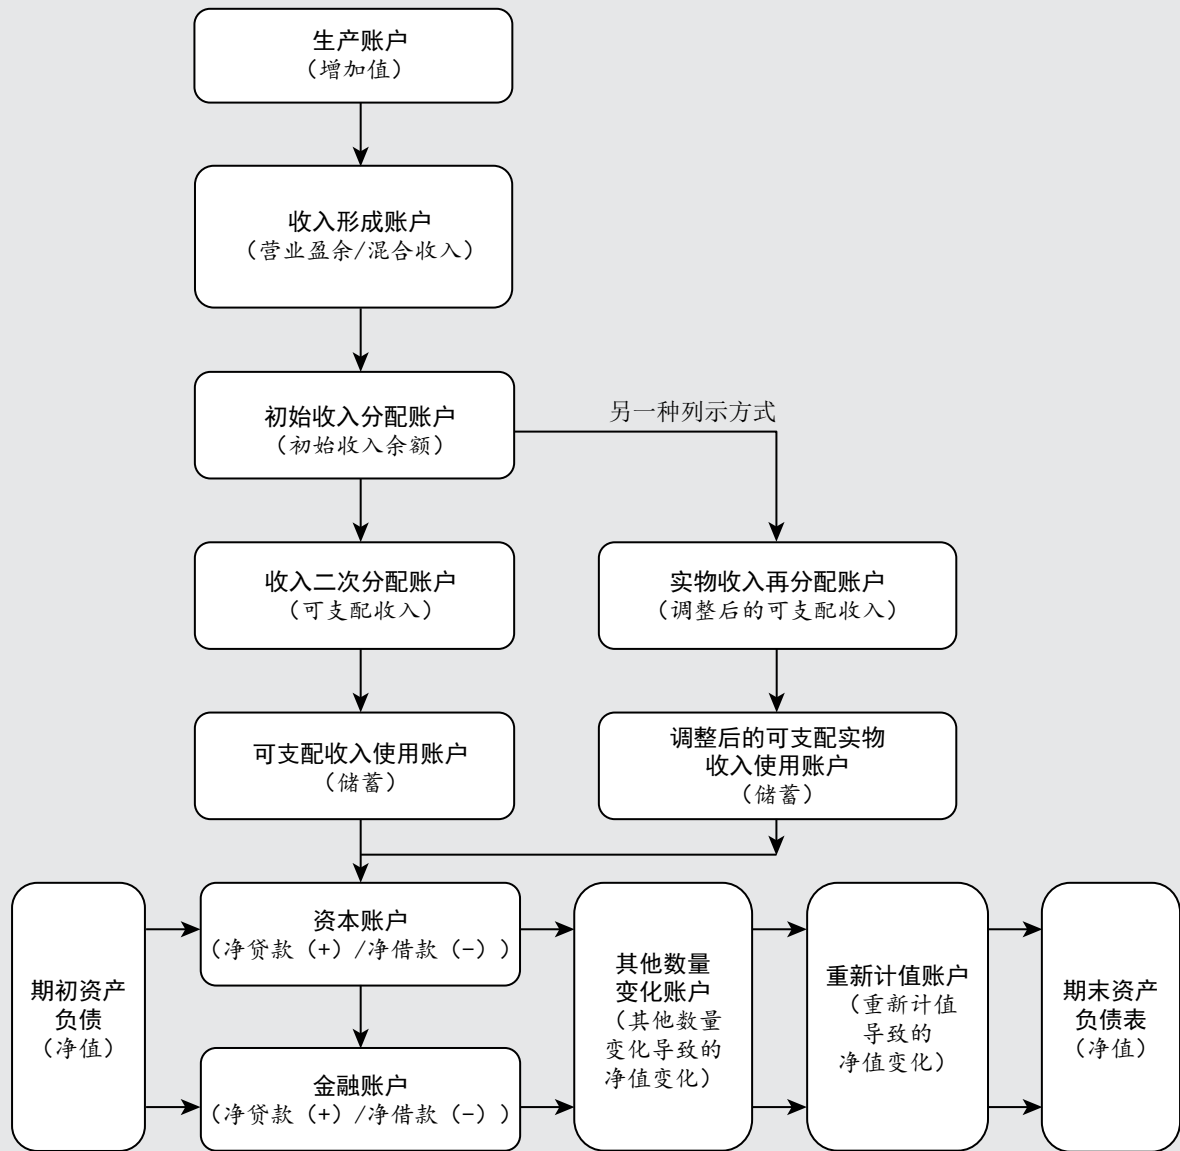 生产账户
（增加值）
收入形成账户
（营业盈余/混合收入）
初始收入分配账户
（初始收入余额）
另一种列示方式
收入二次分配账户
（可支配收入）
实物收入再分配账户
（调整后的可支配收入）
可支配收入使用账户
（储蓄）
调整后的可支配实物
收入使用账户
（储蓄）
期初资产
负债
（净值）
资本账户
（净贷款（+）/净借款（-））
金融账户
（净贷款（+）/净借款（-））
其他数量
变化账户
（其他数量
变化导致的
净值变化）
重新计值账户
（重新计值
导致的
净值变化）
期末资产
负债表
（净值）